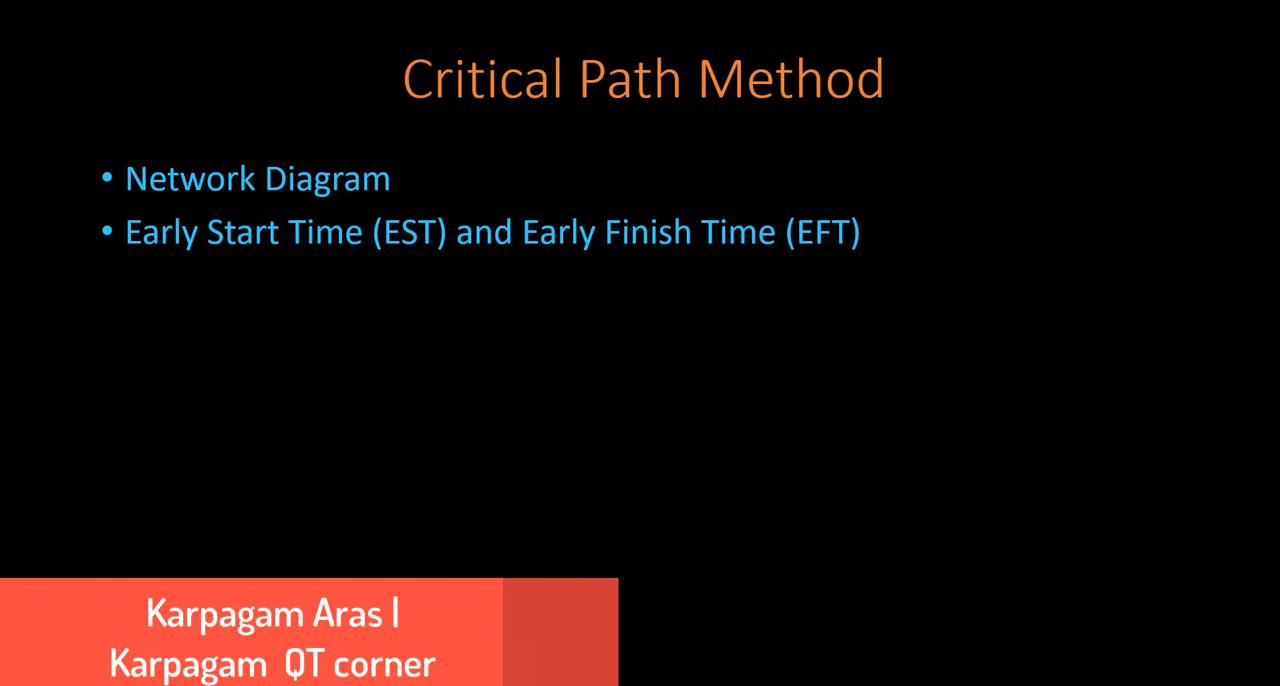 Critical Path Method
• Network Diagram
• Early Start Time (EST) and Early Finish Time (EFT)
Karpagam Aras |
Karpagam QT corner